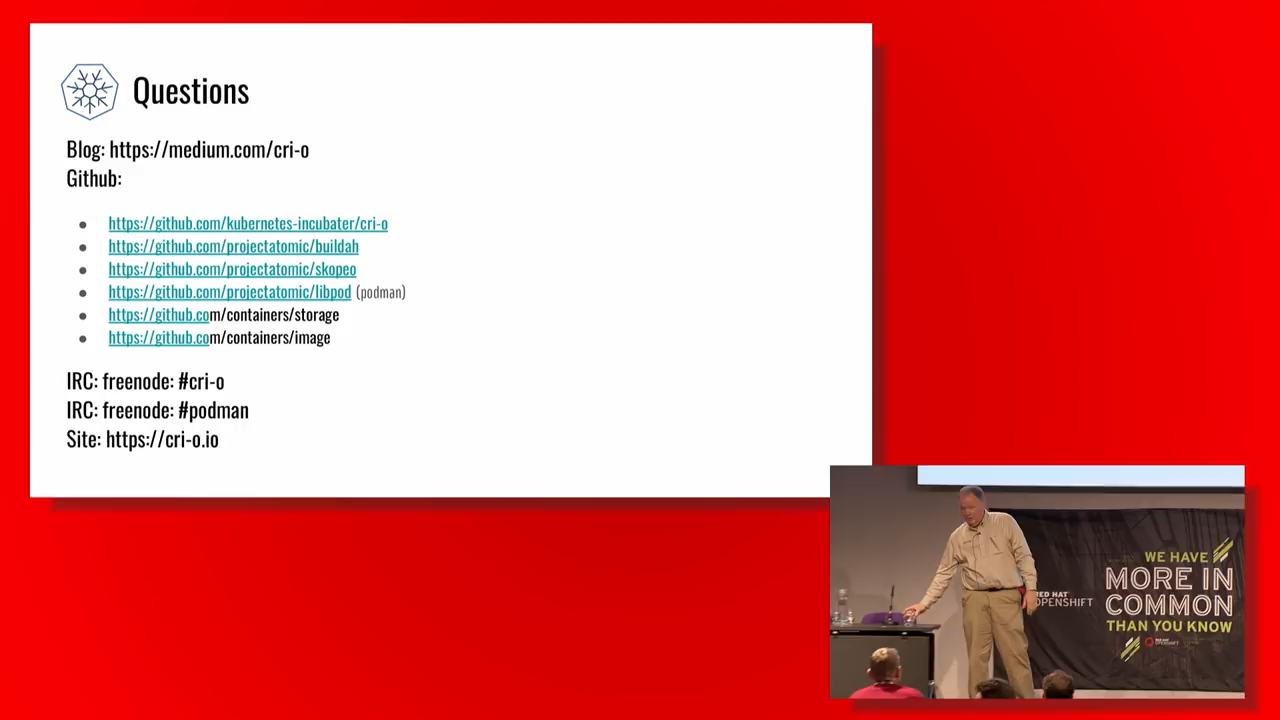 Questions
Blog: https://medium.com/cri-o
Github:
● https://github.com/kubernetes-incubater/cri-o
● https://github.com/projectatomic/buildah
● https://github.com/projectatomic/skopeo
● https://github.com/projectatomic/libpod (podman)
● https://github.com/containers/storage
● https://github.com/containers/image
IRC: freenode: #cri-o
IRC: freenode: #podman
Site: https://cri-o.io
WE HAVE
MORE IN
COMMON
THAN YOU KNOW
RED HAT
OPENSHIFT
RED HAT
OPENSHIFT